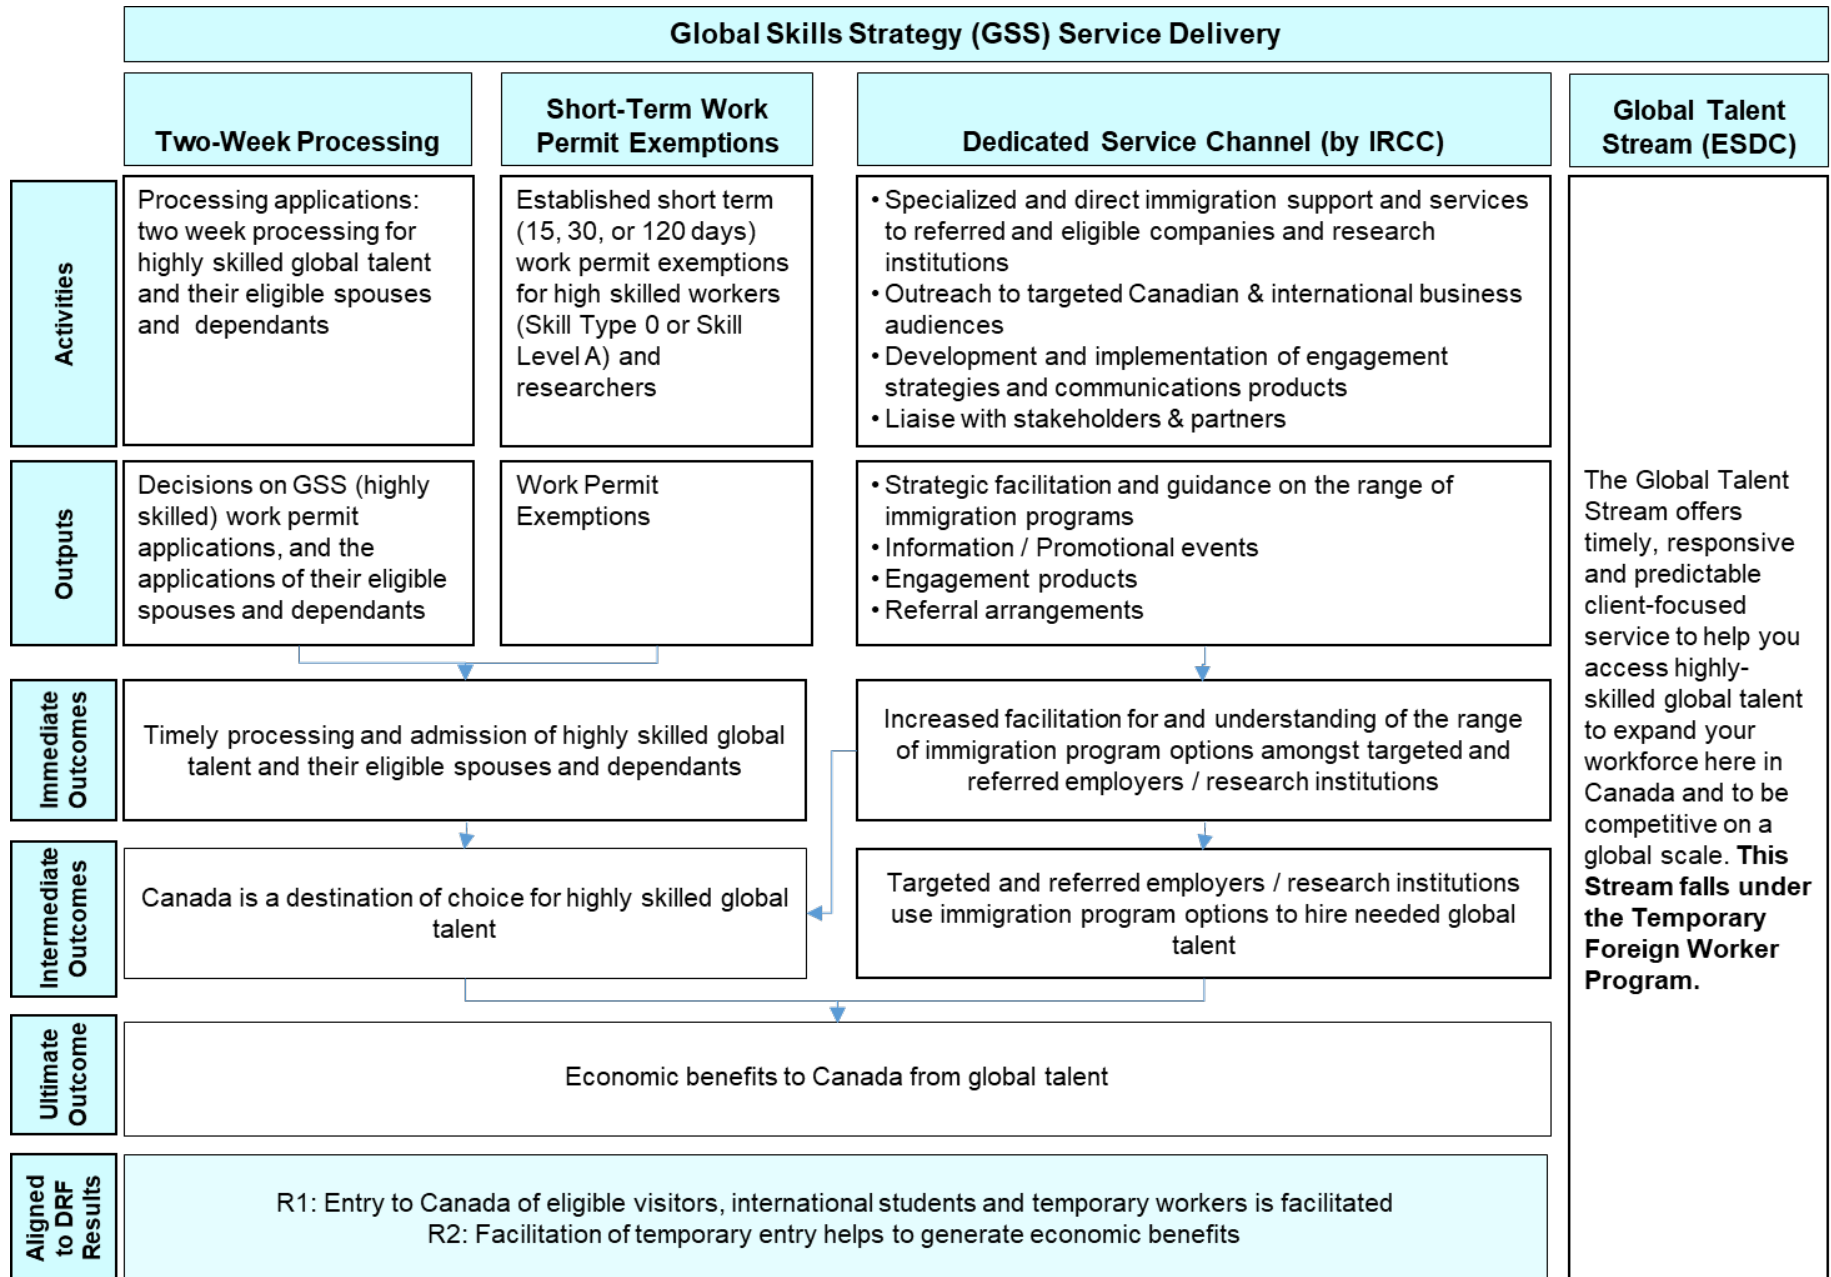 Global Skills Strategy (GSS) Service Delivery
Two-Week Processing
Short-Term Work
Permit Exemptions
Dedicated Service Channel (by IRCC)
Global Talent
Stream (ESDC)
Activities
Processing applications:
two week processing for
highly skilled global talent
and their eligible spouses
and dependants
Established short term
(15, 30, or 120 days)
work permit exemptions
for high skilled workers
(Skill Type 0 or Skill
Level A) and
researchers
• Specialized and direct immigration support and services
to referred and eligible companies and research
institutions
• Outreach to targeted Canadian & international business
audiences
• Development and implementation of engagement
strategies and communications products
• Liaise with stakeholders & partners
Outputs
Decisions on GSS (highly
skilled) work permit
applications, and the
applications of their eligible
spouses and dependants
Work Permit
Exemptions
• Strategic facilitation and guidance on the range of
immigration programs
• Information / Promotional events
• Engagement products
• Referral arrangements
The Global Talent
Stream offers
timely, responsive
and predictable
client-focused
service to help you
access highly-
skilled global talent
to expand your
workforce here in
Canada and to be
competitive on a
global scale. This
Stream falls under
the Temporary
Foreign Worker
Program.
Immediate
Outcomes
Timely processing and admission of highly skilled global
talent and their eligible spouses and dependants
Increased facilitation for and understanding of the range
of immigration program options amongst targeted and
referred employers / research institutions
Intermediate
Outcomes
Canada is a destination of choice for highly skilled global
talent
Targeted and referred employers / research institutions
use immigration program options to hire needed global
talent
Ultimate
Outcome
Economic benefits to Canada from global talent
Aligned
to DRF
Results
R1: Entry to Canada of eligible visitors, international students and temporary workers is facilitated
R2: Facilitation of temporary entry helps to generate economic benefits